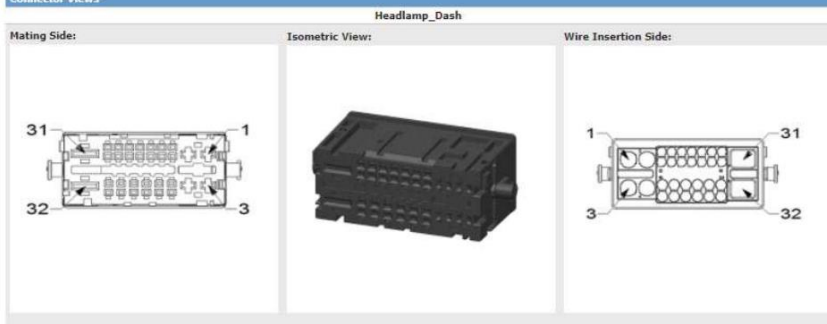 Connector Views
Headlamp_Dash
Mating Side:
Isometric View:
Wire Insertion Side:
31
1
32
3
1
31
3
32